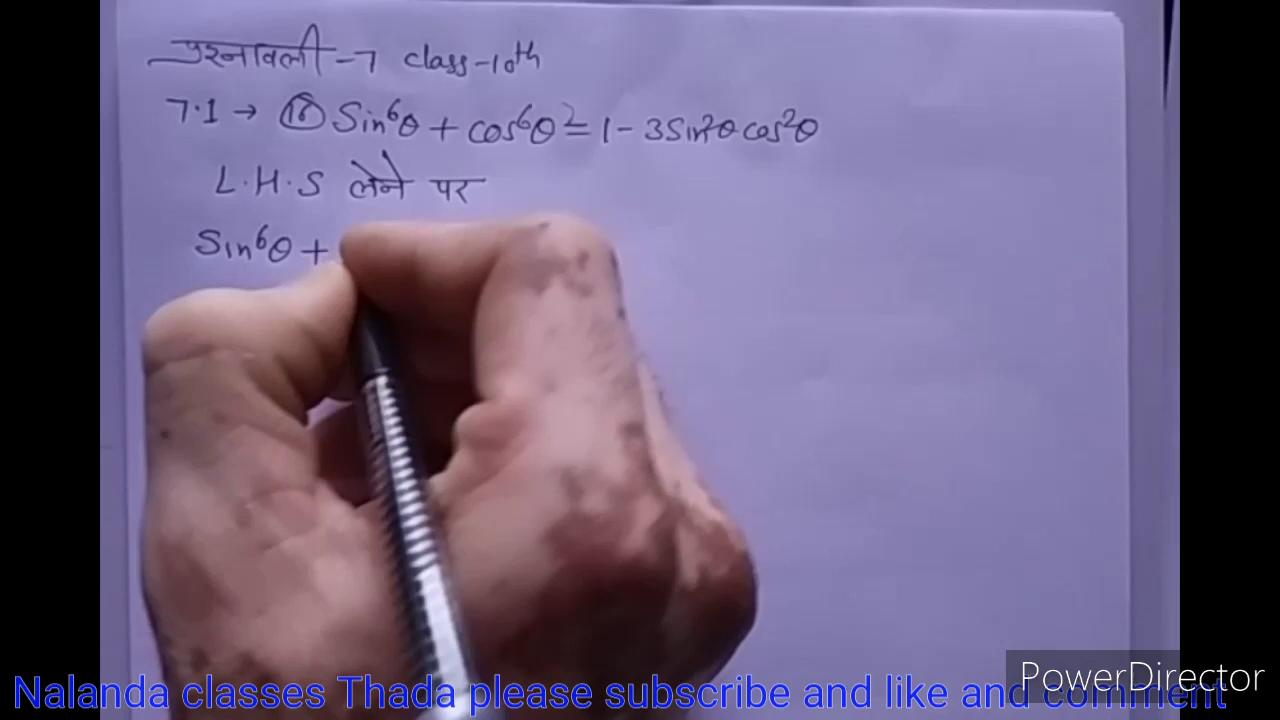 प्रश्नावली-7 class-10th
7.1 → (18) Sin⁶θ + cos⁶θ = 1 - 3Sin²θ cos²θ
L.H.S लेने पर
Sin⁶θ +
PowerDirector
Nalanda classes Thada please subscribe and like and comment